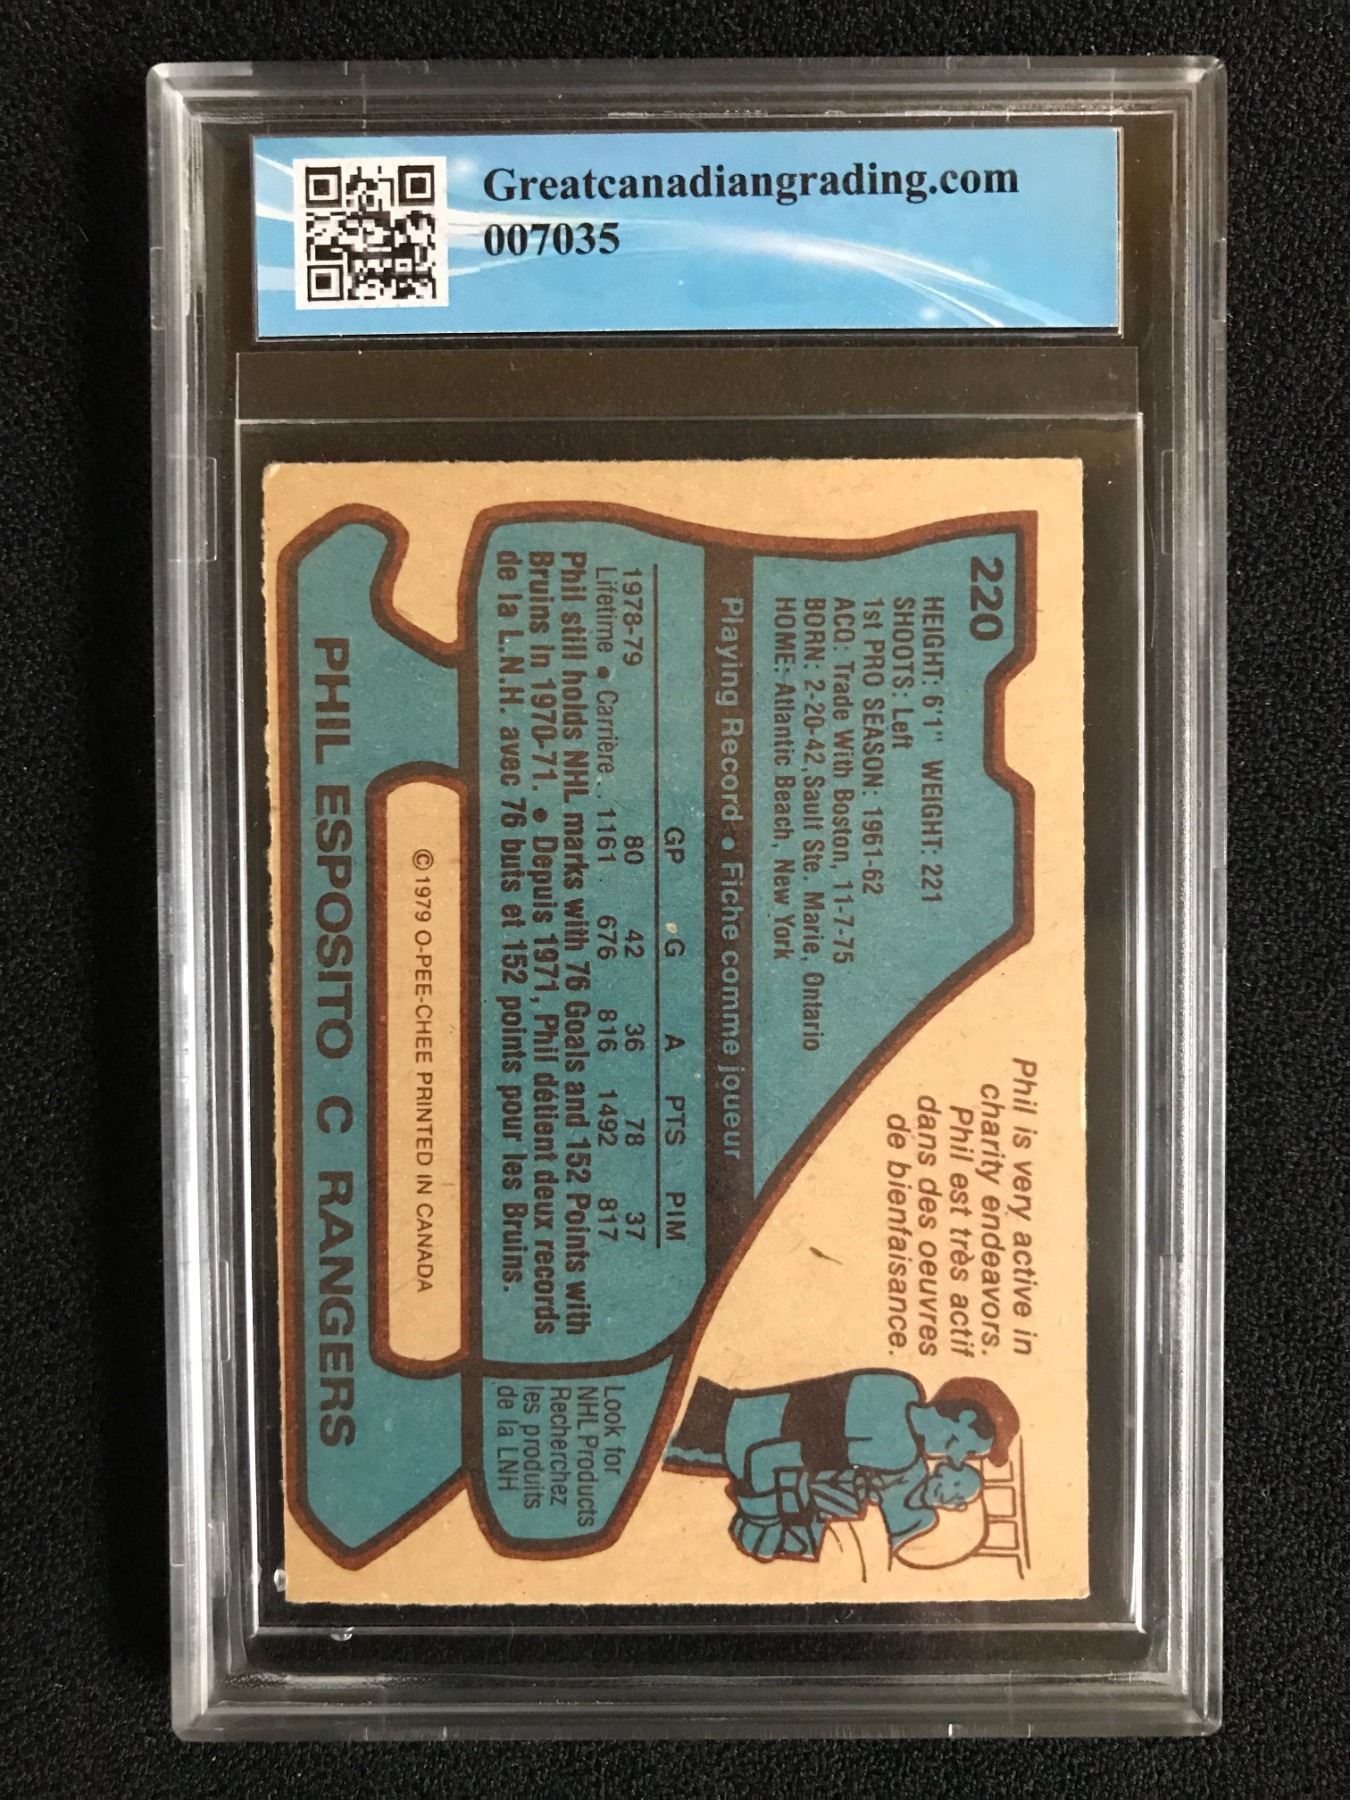 Greatcanadiangrading.com
007035
220
HEIGHT: 6'1" WEIGHT: 221
SHOOTS: Left
1st PRO SEASON: 1961-62
ACQ: Trade With Boston, 11-7-75
BORN: 2-20-42, Sault Ste. Marie, Ontario
HOME: Atlantic Beach, New York
Phil is very active in
charity endeavors.
Phil est très actif
dans des oeuvres
de bienfaisance.
Playing Record • Fiche comme joueur
GP G A PTS PIM
1978-79 80 42 36 78 37
Lifetime • Carrière... 1161 676 816 1492 817
Phil still holds NHL marks with 76 Goals and 152 Points with
Bruins in 1970-71. • Depuis 1971, Phil détient deux records
de la L.N.H. avec 76 buts et 152 points pour les Bruins.
Look for
NHL Products
Recherchez
les produits
de la LNH
© 1979 O-PEE-CHEE PRINTED IN CANADA
PHIL ESPOSITO C RANGERS